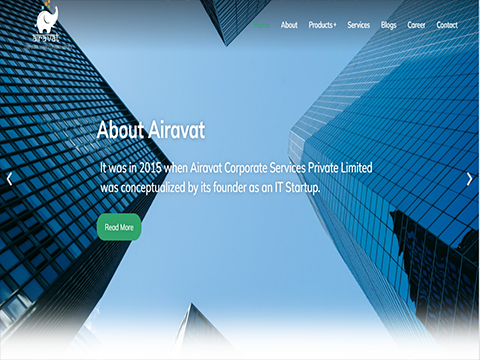 airavat
Home
About
Products+
Services
Blogs
Career
Contact
About Airavat
It was in 2015 when Airavat Corporate Services Private Limited
was conceptualized by its founder as an IT Startup.
Read More